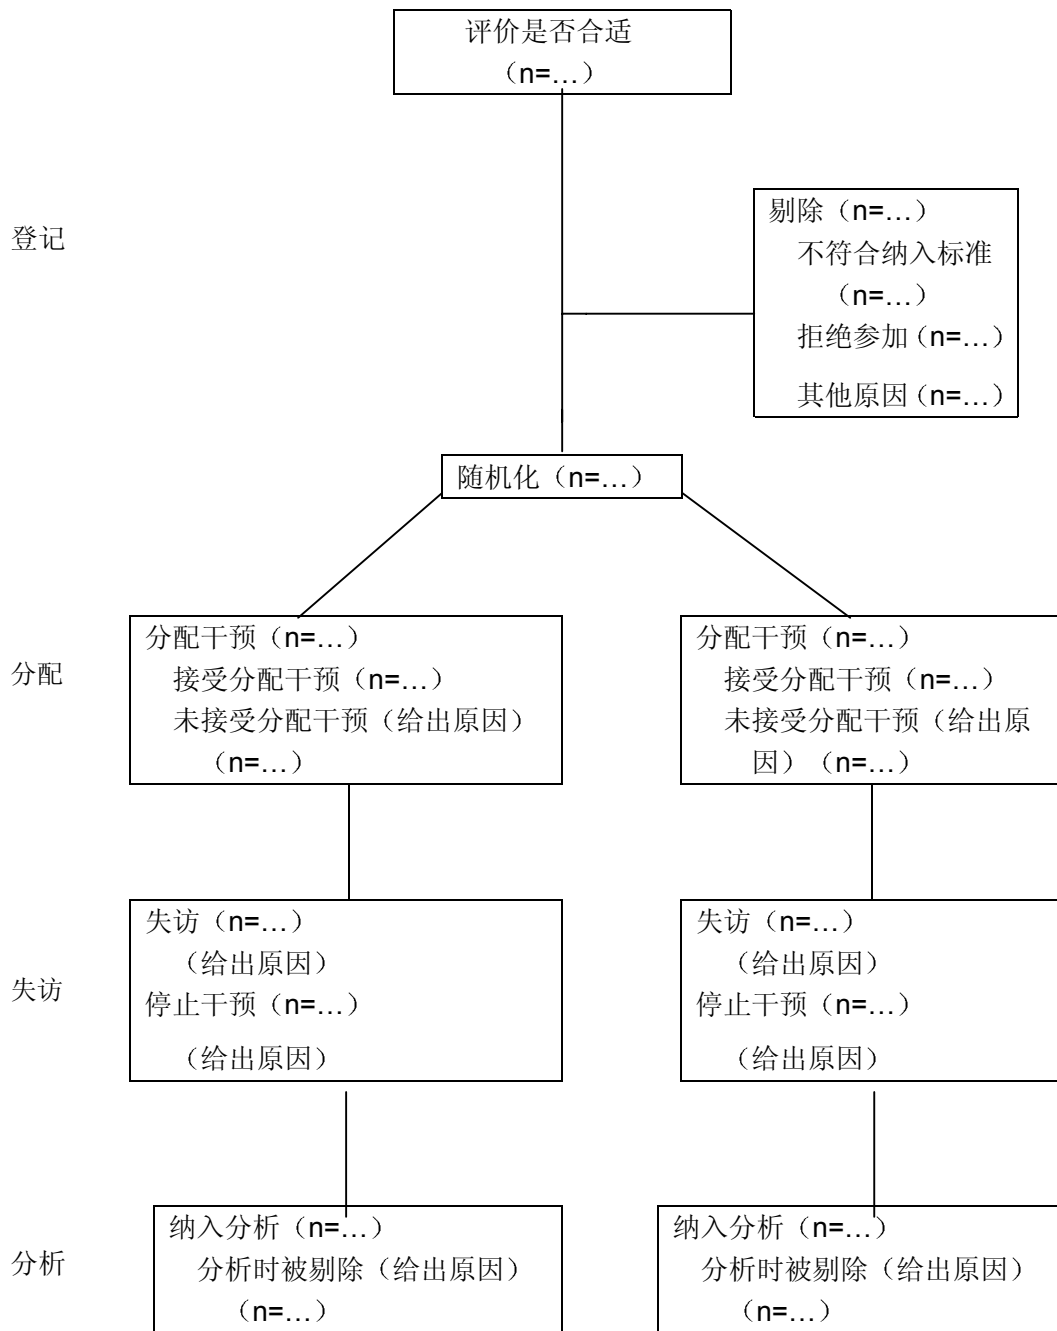 评价是否合适
（n=…）
登记
剔除（n=…）
不符合纳入标准
（n=…）
拒绝参加（n=…）
其他原因（n=…）
随机化（n=…）
分配
分配干预（n=…）
接受分配干预（n=…）
未接受分配干预（给出原因）
（n=…）
分配干预（n=…）
接受分配干预（n=…）
未接受分配干预（给出原
因）（n=…）
失访
失访（n=…）
（给出原因）
停止干预（n=…）
（给出原因）
失访（n=…）
（给出原因）
停止干预（n=…）
（给出原因）
分析
纳入分析（n=…）
分析时被剔除（给出原因）
（n=…）
纳入分析（n=…）
分析时被剔除（给出原因）
（n=…）